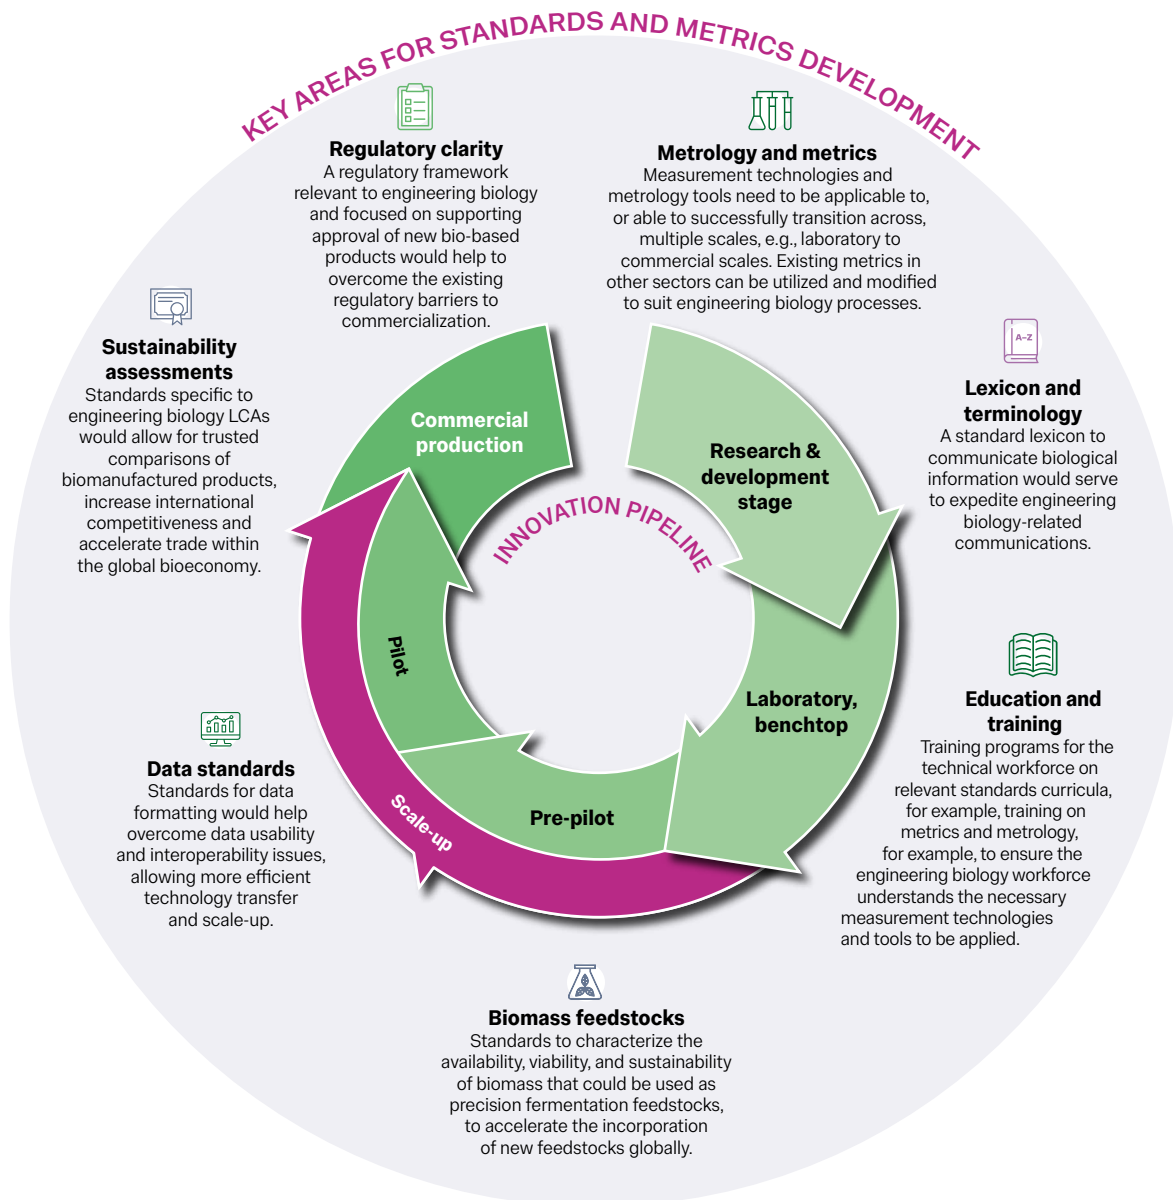 KEY AREAS FOR STANDARDS AND METRICS DEVELOPMENT
Regulatory clarity
A regulatory framework
relevant to engineering biology
and focused on supporting
approval of new bio-based
products would help to
overcome the existing
regulatory barriers to
commercialization.
Metrology and metrics
Measurement technologies and
metrology tools need to be applicable to,
or able to successfully transition across,
multiple scales, e.g., laboratory to
commercial scales. Existing metrics in
other sectors can be utilized and modified
to suit engineering biology processes.
A–Z
Lexicon and
terminology
A standard lexicon to
communicate biological
information would serve
to expedite engineering
biology-related
communications.
Education and
training
Training programs for the
technical workforce on
relevant standards curricula,
for example, training on
metrics and metrology,
for example, to ensure the
engineering biology workforce
understands the necessary
measurement technologies
and tools to be applied.
Biomass feedstocks
Standards to characterize the
availability, viability, and sustainability
of biomass that could be used as
precision fermentation feedstocks,
to accelerate the incorporation
of new feedstocks globally.
Data standards
Standards for data
formatting would help
overcome data usability
and interoperability issues,
allowing more efficient
technology transfer
and scale-up.
Sustainability
assessments
Standards specific to
engineering biology LCAs
would allow for trusted
comparisons of
biomanufactured products,
increase international
competitiveness and
accelerate trade within
the global bioeconomy.
INNOVATION PIPELINE
Research &
development
stage
Laboratory,
benchtop
Pre-pilot
Pilot
Scale-up
Commercial
production